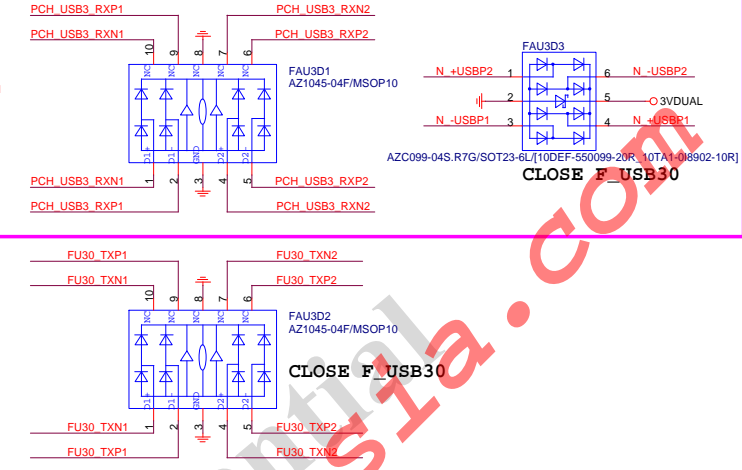 PCH_USB3_RXP1
PCH_USB3_RXN2
PCH_USB3_RXN1
PCH_USB3_RXP2
10 9 8 7 6
NC NC NC NC
FAU3D1
AZ1045-04F/MSOP10
D1+ D1- GND D2+ D2-
1 2 3 4 5
PCH_USB3_RXN1
PCH_USB3_RXP2
PCH_USB3_RXP1
PCH_USB3_RXN2
FAU3D3
N_+USBP2 1 6 N_-USBP2
2 5 3VDUAL
N_-USBP1 3 4 N_+USBP1
AZC099-04S.R7G/SOT23-6L/[10DEF-550099-20R_10TA1-0I8902-10R]
CLOSE F_USB30
FU30_TXP1
FU30_TXN2
FU30_TXN1
FU30_TXP2
10 9 8 7 6
NC NC NC NC
FAU3D2
AZ1045-04F/MSOP10
CLOSE F_USB30
D1+ D1- GND D2+ D2-
1 2 3 4 5
FU30_TXN1
FU30_TXP2
FU30_TXP1
FU30_TXN2
ential
sia.com